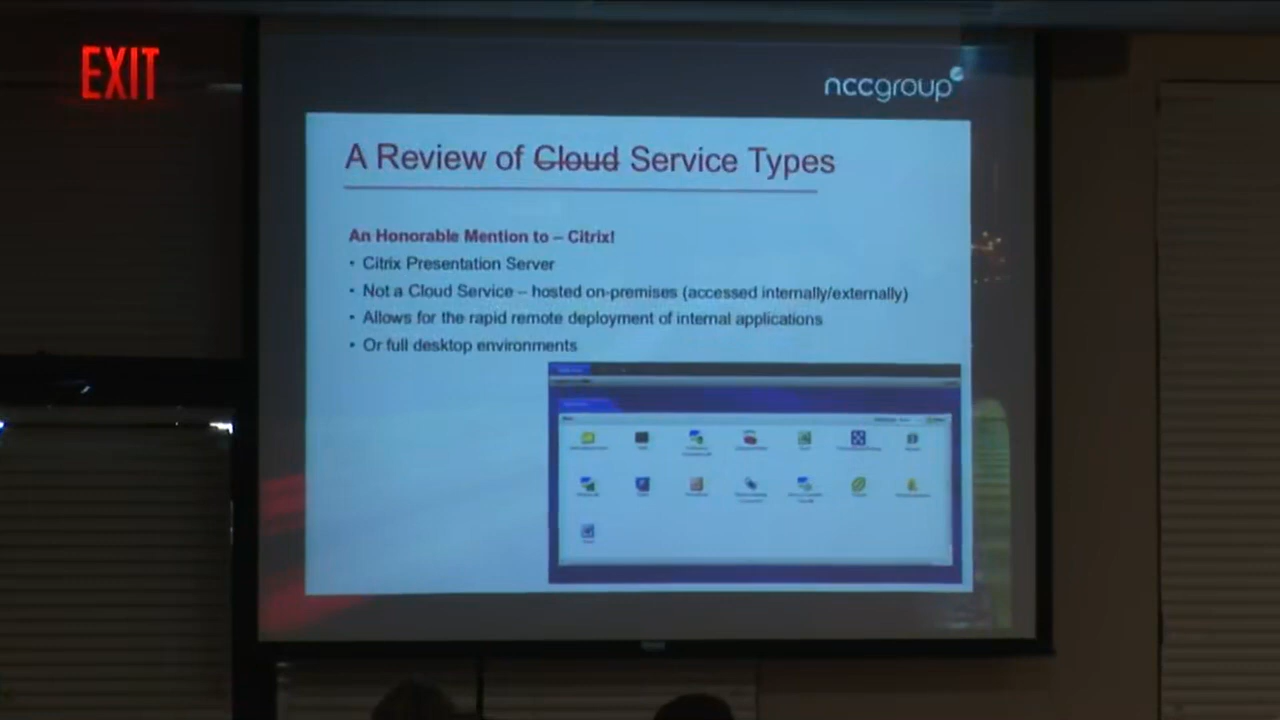 EXIT
nccgroup
A Review of Cloud Service Types
An Honorable Mention to – Citrix!
• Citrix Presentation Server
• Not a Cloud Service – hosted on-premises (accessed internally/externally)
• Allows for the rapid remote deployment of internal applications
• Or full desktop environments